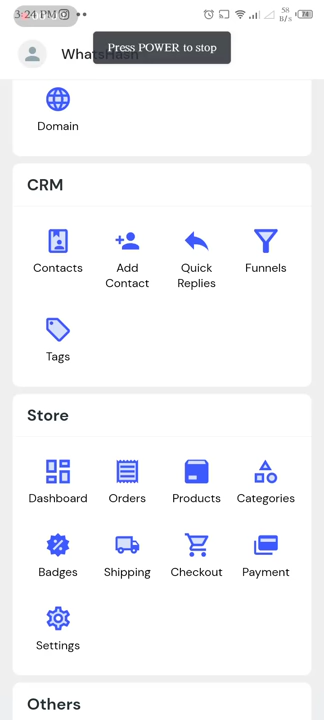 3:24 PM
58
B/s
74
Press POWER to stop
Domain
CRM
Contacts
Add Contact
Quick Replies
Funnels
Tags
Store
Dashboard
Orders
Products
Categories
Badges
Shipping
Checkout
Payment
Settings
Others